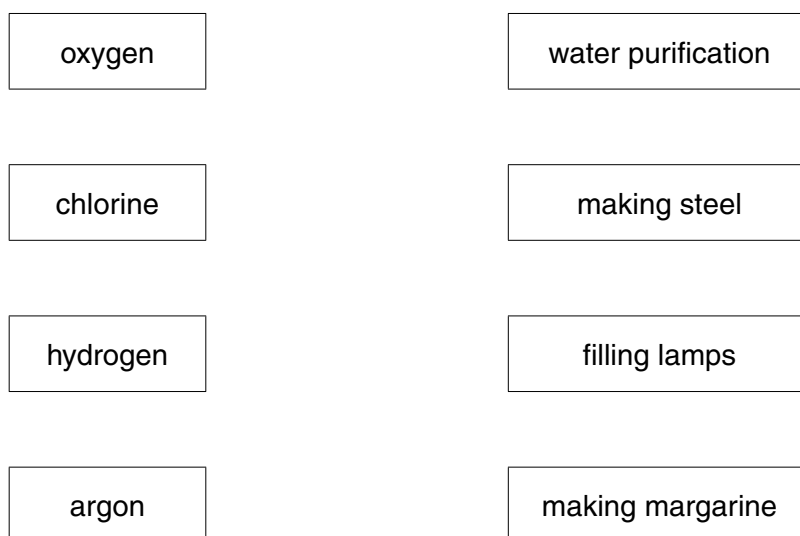 oxygen
water purification
chlorine
making steel
hydrogen
filling lamps
argon
making margarine